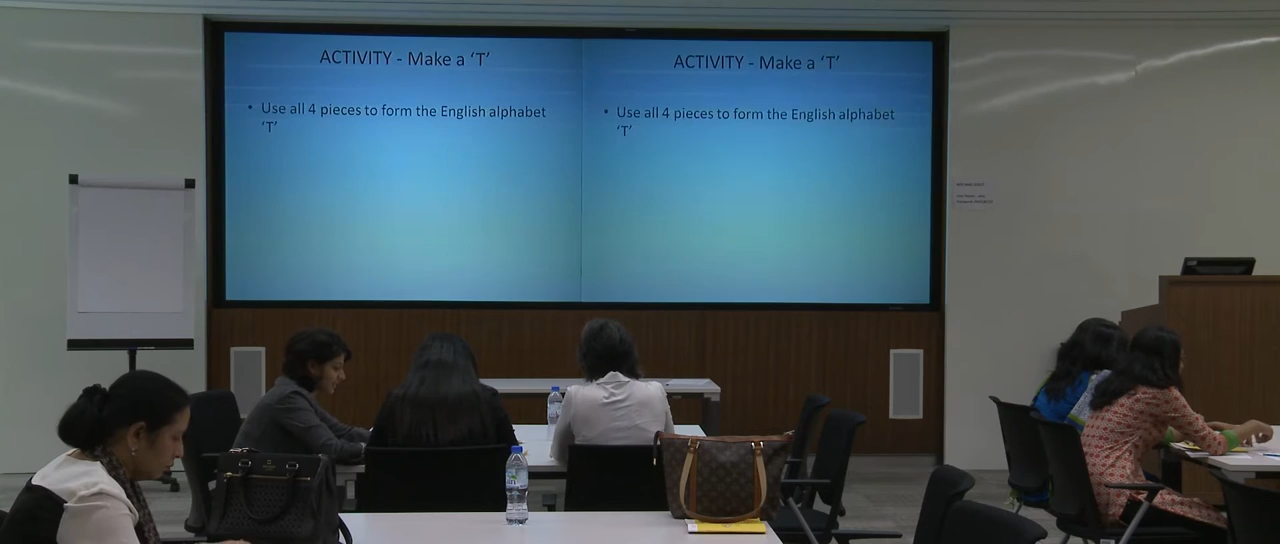 ACTIVITY - Make a ‘T’
• Use all 4 pieces to form the English alphabet
‘T’
ACTIVITY - Make a ‘T’
• Use all 4 pieces to form the English alphabet
‘T’